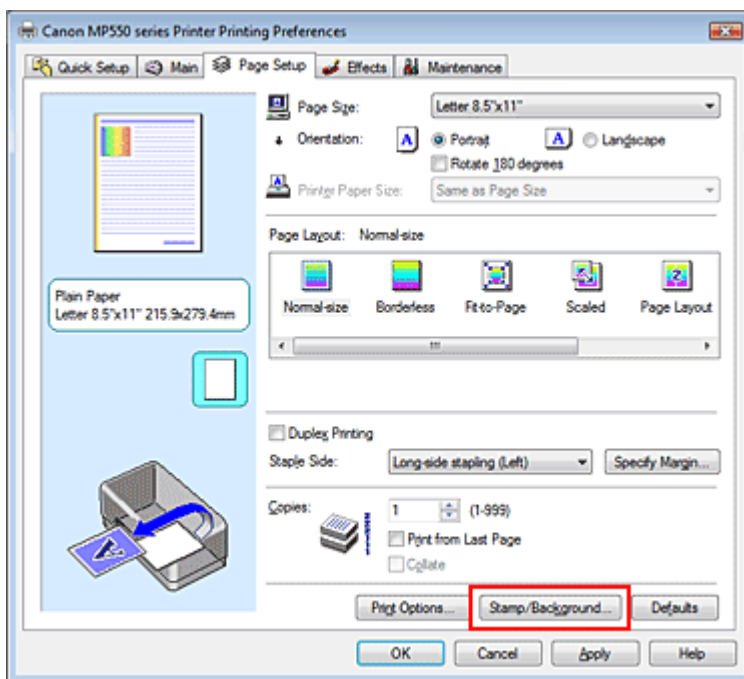 Canon MP550 series Printer Printing Preferences
Quick Setup Main Page Setup Effects Maintenance
Page Size: Letter 8.5"x11"
Orientation: A Portrait A Landscape
Rotate 180 degrees
Printer Paper Size: Same as Page Size
Page Layout: Normal-size
Normal-size Borderless Fit-to-Page Scaled Page Layout
Plain Paper
Letter 8.5"x11" 215.9x279.4mm
Duplex Printing
Staple Side: Long-side stapling (Left) Specify Margin...
Copies: 1 (1-999)
Print from Last Page
Collate
Print Options... Stamp/Background... Defaults
OK Cancel Apply Help